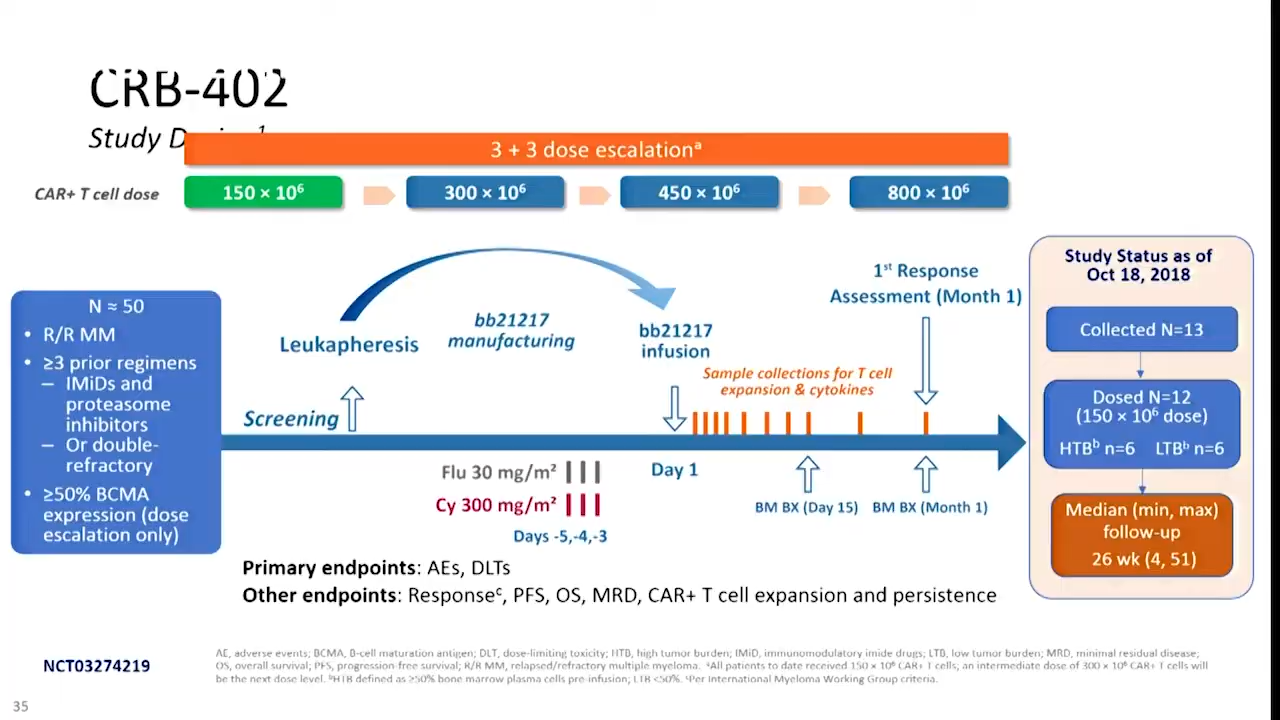 CRB-402
Study Design¹
3 + 3 dose escalationᵃ
CAR+ T cell dose
150 × 10⁶
300 × 10⁶
450 × 10⁶
800 × 10⁶
N ≈ 50
• R/R MM
• ≥3 prior regimens
– IMiDs and
proteasome
inhibitors
– Or double-
refractory
• ≥50% BCMA
expression (dose
escalation only)
Screening
Leukapheresis
bb21217
manufacturing
bb21217
infusion
1st Response
Assessment (Month 1)
Sample collections for T cell
expansion & cytokines
Flu 30 mg/m²
Cy 300 mg/m²
Days -5,-4,-3
Day 1
BM BX (Day 15)
BM BX (Month 1)
Study Status as of
Oct 18, 2018
Collected N=13
Dosed N=12
(150 × 10⁶ dose)
HTBᵇ n=6 LTBᵇ n=6
Median (min, max)
follow-up
26 wk (4, 51)
Primary endpoints: AEs, DLTs
Other endpoints: Responseᶜ, PFS, OS, MRD, CAR+ T cell expansion and persistence
NCT03274219
AE, adverse events; BCMA, B-cell maturation antigen; DLT, dose-limiting toxicity; HTB, high tumor burden; IMiD, immunomodulatory imide drugs; LTB, low tumor burden; MRD, minimal residual disease;
OS, overall survival; PFS, progression-free survival; R/R MM, relapsed/refractory multiple myeloma. ᵃAll patients to date received 150 × 10⁶ CAR+ T cells; an intermediate dose of 300 × 10⁶ CAR+ T cells will
be the next dose level. ᵇHTB defined as ≥50% bone marrow plasma cells pre-infusion; LTB <50%. ᶜPer International Myeloma Working Group criteria.
35